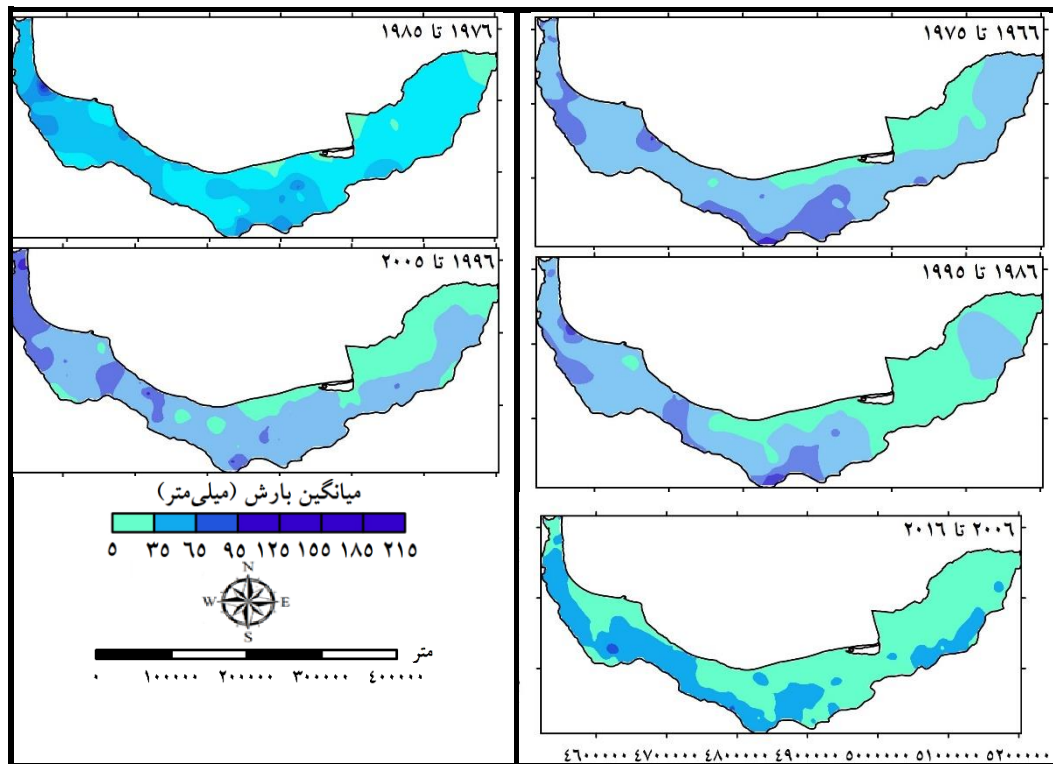 ۱۹۶۶ تا ۱۹۷۵
۱۹۷۶ تا ۱۹۸۵
۱۹۸۶ تا ۱۹۹۵
۱۹۹۶ تا ۲۰۰۵
۲۰۰۶ تا ۲۰۱۶
میانگین بارش (میلی‌متر)
۵ ۳۵ ۶۵ ۹۵ ۱۲۵ ۱۵۵ ۱۸۵ ۲۱۵
N
W E
S
متر
۰ ۱۰۰۰۰۰ ۲۰۰۰۰۰ ۳۰۰۰۰۰ ۴۰۰۰۰۰
۴۶۰۰۰۰۰ ۴۷۰۰۰۰۰ ۴۸۰۰۰۰۰ ۴۹۰۰۰۰۰ ۵۰۰۰۰۰۰ ۵۱۰۰۰۰۰ ۵۲۰۰۰۰۰